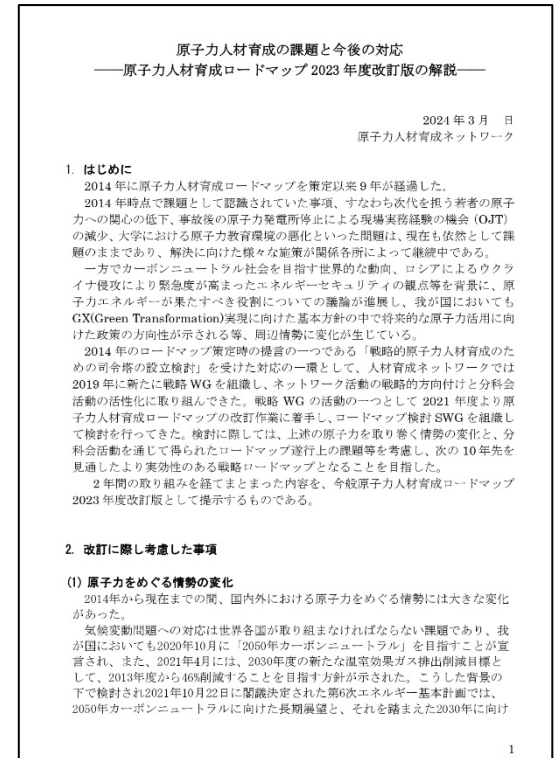 原子力人材育成の課題と今後の対応
――原子力人材育成ロードマップ 2023 年度改訂版の解説――
2024 年 3 月　日
原子力人材育成ネットワーク
1. はじめに
2014 年に原子力人材育成ロードマップを策定以来 9 年が経過した。
2014 年時点で課題として認識されていた事項、すなわち次代を担う若者の原子
力への関心の低下、事故後の原子力発電所停止による現場実務経験の機会 (OJT)
の減少、大学における原子力教育環境の悪化といった問題は、現在も依然として課
題のままであり、解決に向けた様々な施策が関係各所によって継続中である。
一方でカーボンニュートラル社会を目指す世界的な動向、ロシアによるウクラ
イナ侵攻により緊急度が高まったエネルギーセキュリティの観点等を背景に、原
子力エネルギーが果たすべき役割についての議論が進展し、我が国においても
GX(Green Transformation)実現に向けた基本方針の中で将来的な原子力活用に向
けた政策の方向性が示される等、周辺情勢に変化が生じている。
2014 年のロードマップ策定時の提言の一つである「戦略的原子力人材育成のた
めの司令塔の設立検討」を受けた対応の一環として、人材育成ネットワークでは
2019 年に新たに戦略 WG を組織し、ネットワーク活動の戦略的方向付けと分科会
活動の活性化に取り組んできた。戦略 WG の活動の一つとして 2021 年度より原
子力人材育成ロードマップの改訂作業に着手し、ロードマップ検討 SWG を組織し
て検討を行ってきた。検討に際しては、上述の原子力を取り巻く情勢の変化と、分
科会活動を通じて得られたロードマップ遂行上の課題等を考慮し、次の 10 年先を
見通したより実効性のある戦略ロードマップとなることを目指した。
2 年間の取り組みを経てまとまった内容を、今般原子力人材育成ロードマップ
2023 年度改訂版として提示するものである。
2. 改訂に際し考慮した事項
(1) 原子力をめぐる情勢の変化
2014年から現在までの間、国内外における原子力をめぐる情勢には大きな変化
があった。
気候変動問題への対応は世界各国が取り組まなければならない課題であり、我
が国においても2020年10月に「2050年カーボンニュートラル」を目指すことが宣
言され、また、2021年4月には、2030年度の新たな温室効果ガス排出削減目標と
して、2013年度から46%削減することを目指す方針が示された。こうした背景の
下で検討され2021年10月22日に閣議決定された第6次エネルギー基本計画では、
2050年カーボンニュートラルに向けた長期展望と、それを踏まえた2030年に向け
1